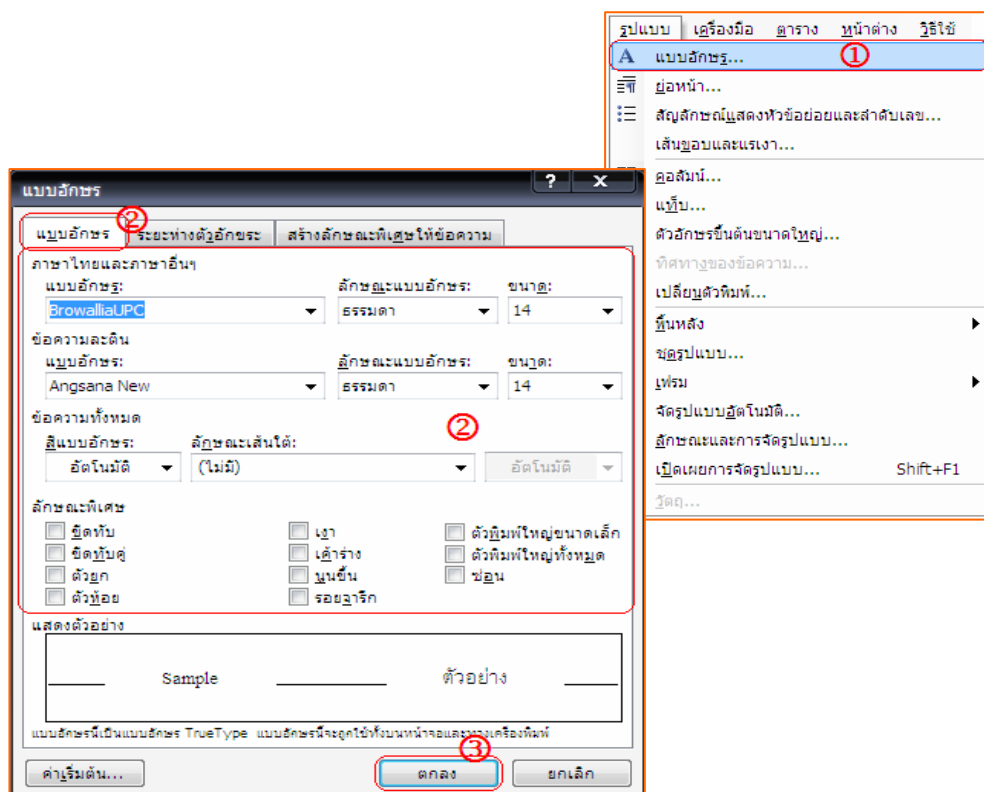 รูปแบบ เครื่องมือ ตาราง หน้าต่าง วิธีใช้
A แบบอักษร... ①
ย่อหน้า...
สัญลักษณ์แสดงหัวข้อย่อยและลำดับเลข...
เส้นขอบและแรเงา...
คอลัมน์...
แท็บ...
ตัวอักษรขึ้นต้นขนาดใหญ่...
ทิศทางของข้อความ...
เปลี่ยนตัวพิมพ์...
พื้นหลัง
ชุดรูปแบบ...
เฟรม
จัดรูปแบบอัตโนมัติ...
ลักษณะและการจัดรูปแบบ...
เปิดเผยการจัดรูปแบบ... Shift+F1
วัตถุ...
แบบอักษร ? X
แบบอักษร ② ระยะห่างตัวอักขระ สร้างลักษณะพิเศษให้ข้อความ
ภาษาไทยและภาษาอื่นๆ
แบบอักษร: ลักษณะแบบอักษร: ขนาด:
BrowalliaUPC ธรรมดา 14
ข้อความละติน
แบบอักษร: ลักษณะแบบอักษร: ขนาด:
Angsana New ธรรมดา 14
ข้อความทั้งหมด ②
สีแบบอักษร: ลักษณะเส้นใต้:
อัตโนมัติ (ไม่มี) อัตโนมัติ
ลักษณะพิเศษ
ขีดทับ เงา ตัวพิมพ์ใหญ่ขนาดเล็ก
ขีดทับคู่ เค้าร่าง ตัวพิมพ์ใหญ่ทั้งหมด
ตัวยก นูนขึ้น ซ่อน
ตัวห้อย รอยจารึก
แสดงตัวอย่าง
Sample ตัวอย่าง
แบบอักษรนี้เป็นแบบอักษร TrueType แบบอักษรนี้จะถูกใช้ทั้งบนหน้าจอและทางเครื่องพิมพ์
③
ค่าเริ่มต้น... ตกลง ยกเลิก